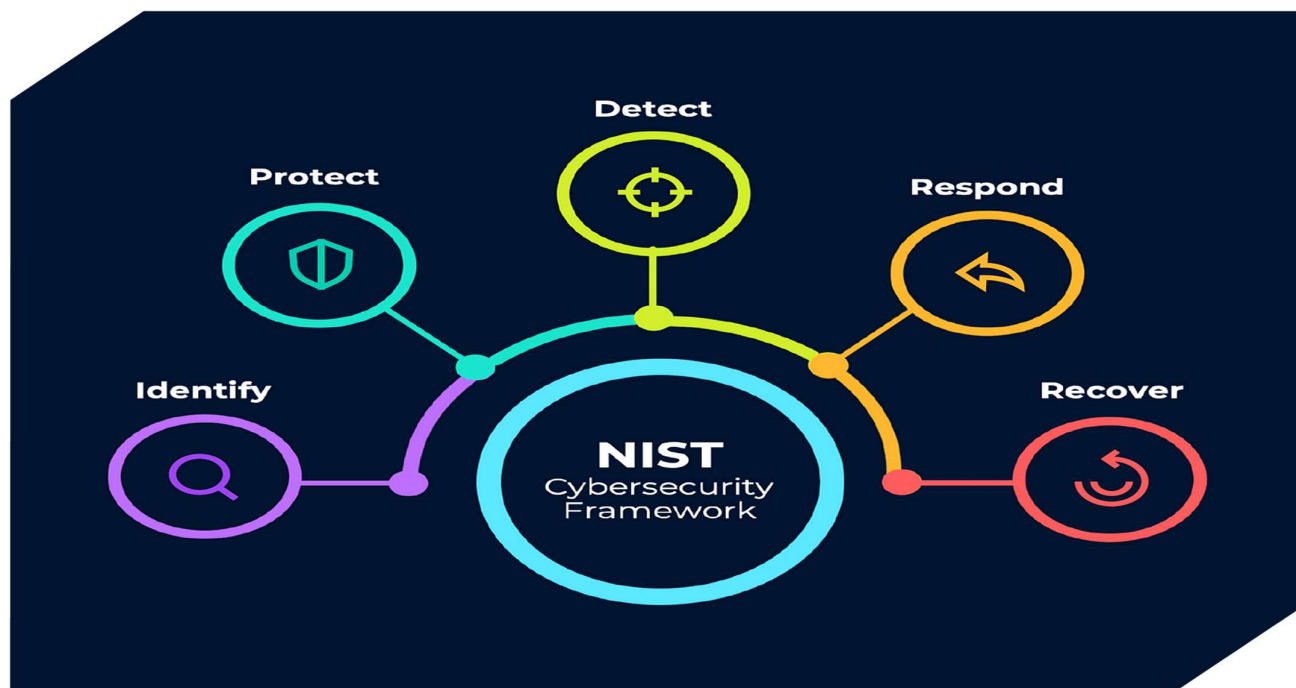 Detect
Protect
Respond
Identify
Recover
NIST
Cybersecurity
Framework